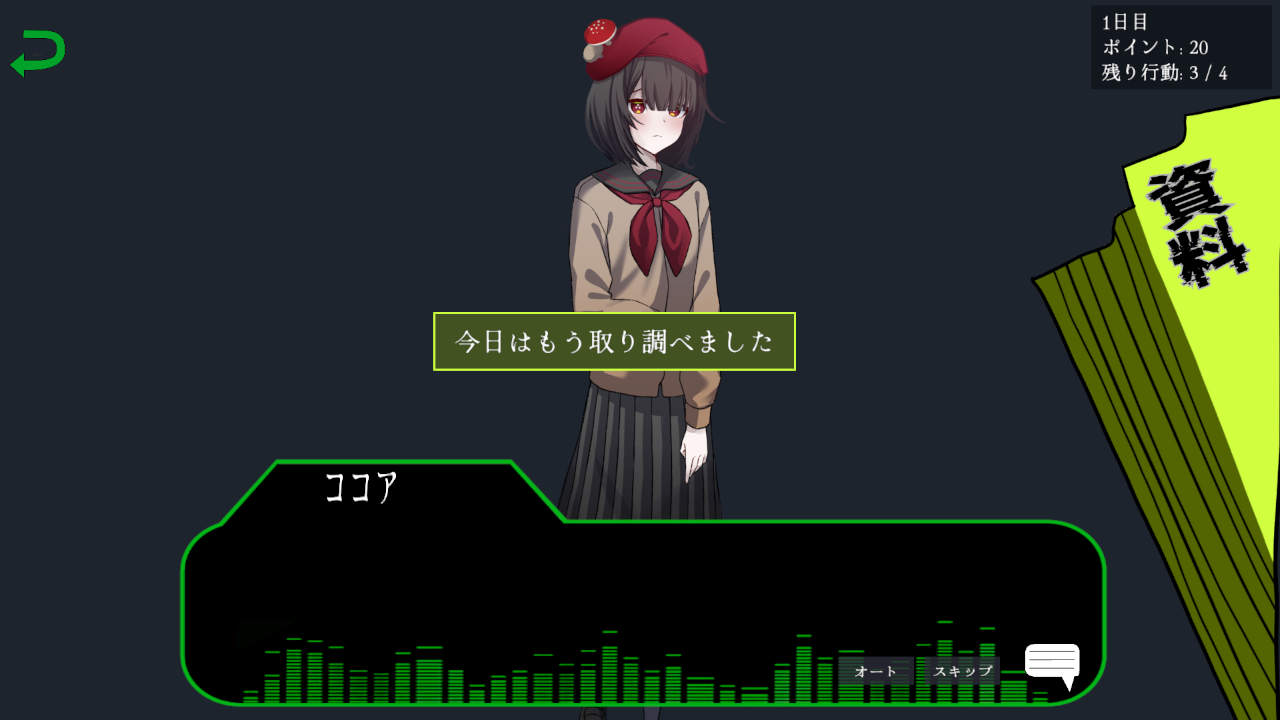 1日目
ポイント: 20
残り行動: 3 / 4
資料
今日はもう取り調べました
ココア
オート
スキップ